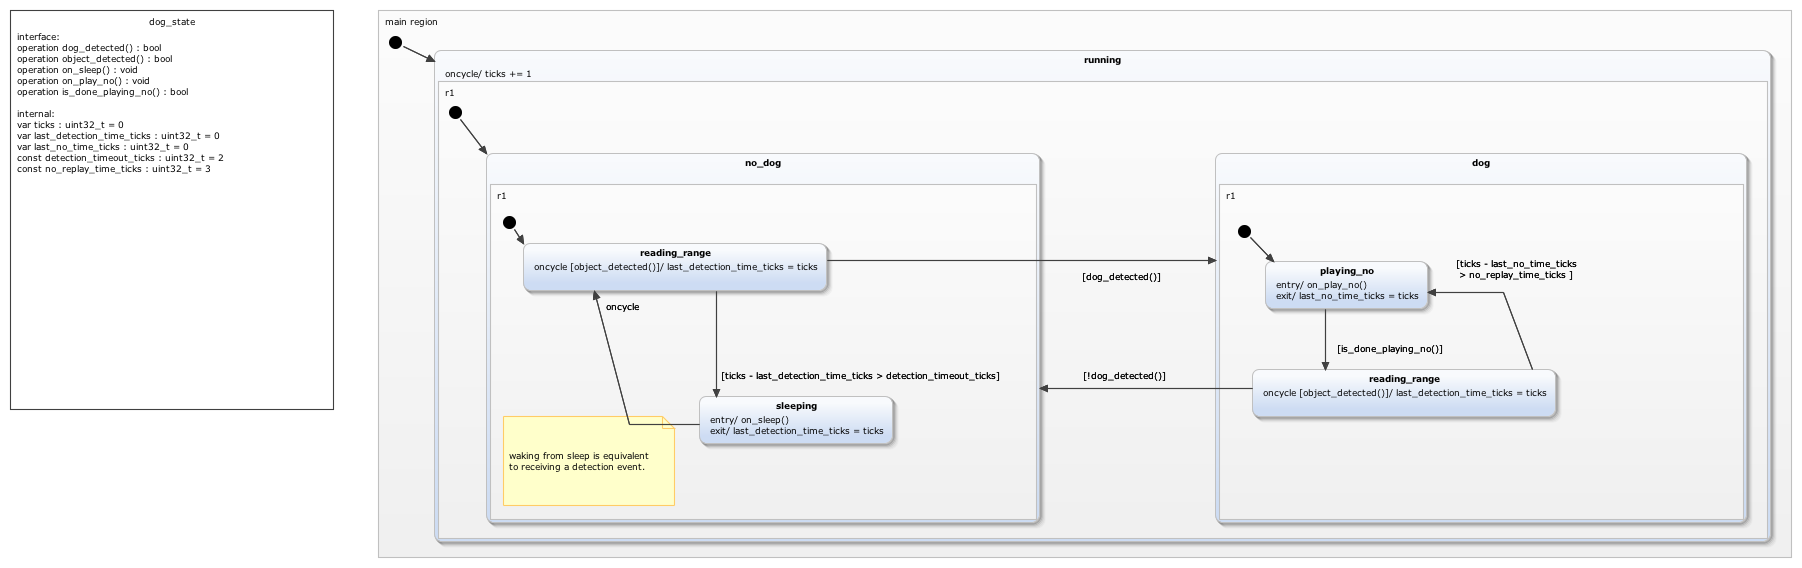 dog_state
interface:
operation dog_detected() : bool
operation object_detected() : bool
operation on_sleep() : void
operation on_play_no() : void
operation is_done_playing_no() : bool
internal:
var ticks : uint32_t = 0
var last_detection_time_ticks : uint32_t = 0
var last_no_time_ticks : uint32_t = 0
const detection_timeout_ticks : uint32_t = 2
const no_replay_time_ticks : uint32_t = 3
main region
running
oncycle/ ticks += 1
r1
no_dog
r1
reading_range
oncycle [object_detected()]/ last_detection_time_ticks = ticks
oncycle
[ticks - last_detection_time_ticks > detection_timeout_ticks]
sleeping
entry/ on_sleep()
exit/ last_detection_time_ticks = ticks
waking from sleep is equivalent
to receiving a detection event.
[dog_detected()]
[!dog_detected()]
dog
r1
playing_no
entry/ on_play_no()
exit/ last_no_time_ticks = ticks
[ticks - last_no_time_ticks
> no_replay_time_ticks ]
[is_done_playing_no()]
reading_range
oncycle [object_detected()]/ last_detection_time_ticks = ticks